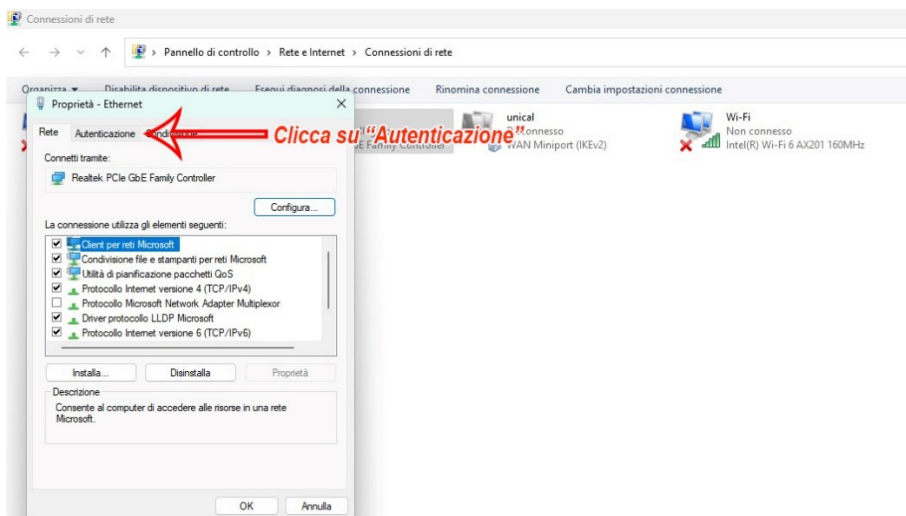 Connessioni di rete
Pannello di controllo > Rete e Internet > Connessioni di rete
Organizza Disabilita dispositivo di rete Esegui diagnosi della connessione Rinomina connessione Cambia impostazioni connessione
Proprietà - Ethernet
Rete Autenticazione Condivisione
Clicca su "Autenticazione"
unical
WAN Miniport (IKEv2)
Wi-Fi
Non connesso
Intel(R) Wi-Fi 6 AX201 160MHz
Connetti tramite:
Realtek PCIe GbE Family Controller
Configura...
La connessione utilizza gli elementi seguenti:
Client per reti Microsoft
Condivisione file e stampanti per reti Microsoft
Utilità di pianificazione pacchetti QoS
Protocollo Internet versione 4 (TCP/IPv4)
Protocollo Microsoft Network Adapter Multiplexor
Driver protocollo LLDP Microsoft
Protocollo Internet versione 6 (TCP/IPv6)
Installa... Disinstalla Proprietà
Descrizione
Consente al computer di accedere alle risorse in una rete
Microsoft.
OK Annulla